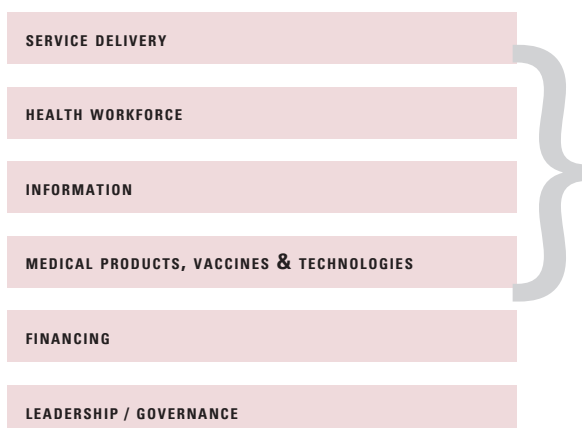 SERVICE DELIVERY
HEALTH WORKFORCE
INFORMATION
MEDICAL PRODUCTS, VACCINES & TECHNOLOGIES
FINANCING
LEADERSHIP / GOVERNANCE